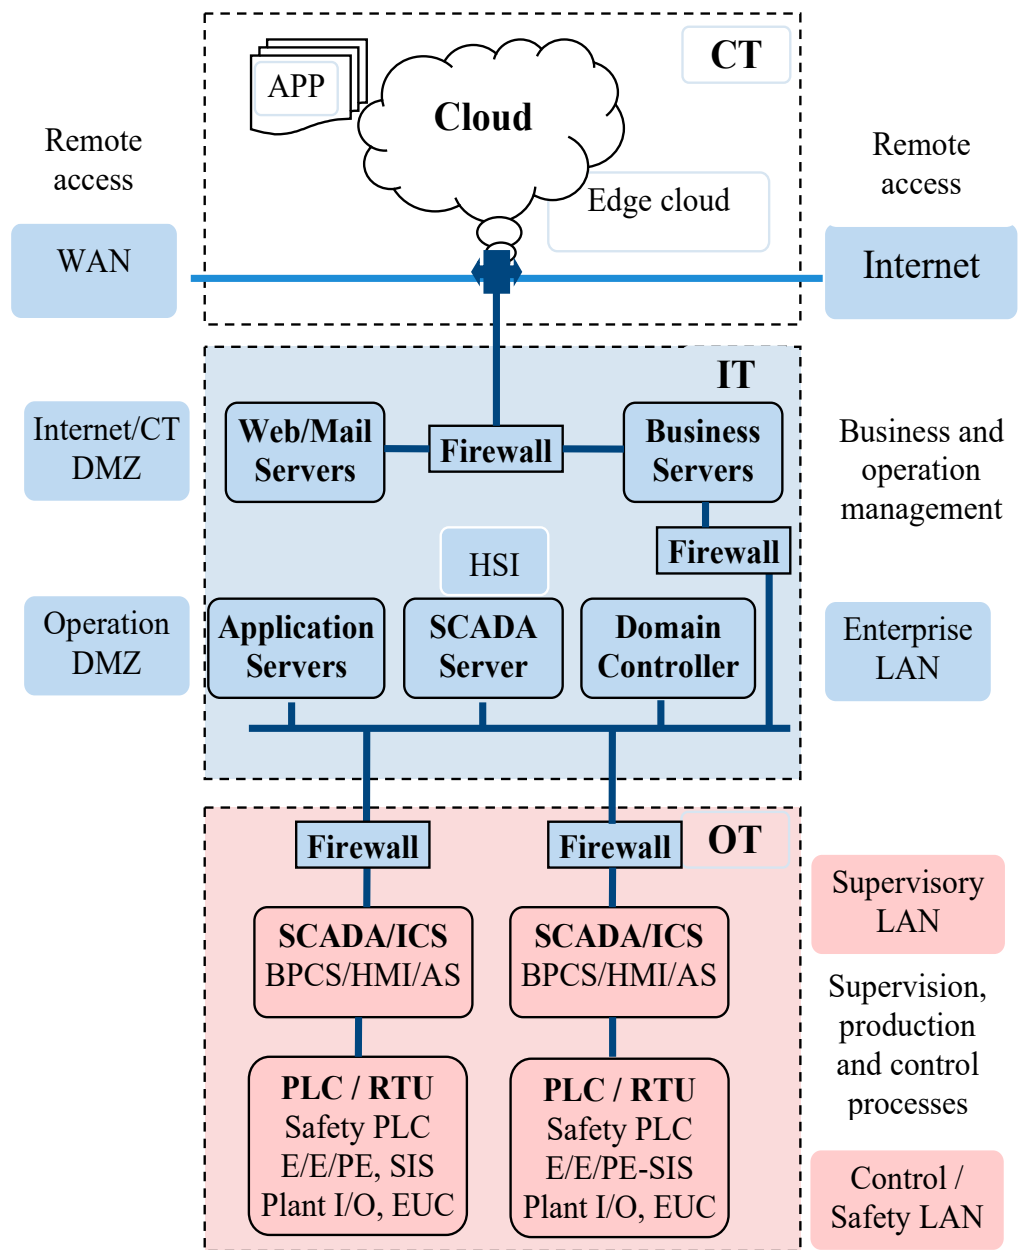 CT
APP
Cloud
Remote
access
Remote
access
Edge cloud
WAN
Internet
IT
Internet/CT
DMZ
Web/Mail
Servers
Firewall
Business
Servers
Business and
operation
management
Firewall
HSI
Operation
DMZ
Application
Servers
SCADA
Server
Domain
Controller
Enterprise
LAN
Firewall
Firewall
OT
Supervisory
LAN
SCADA/ICS
BPCS/HMI/AS
SCADA/ICS
BPCS/HMI/AS
Supervision,
production
and control
processes
PLC / RTU
Safety PLC
E/E/PE, SIS
Plant I/O, EUC
PLC / RTU
Safety PLC
E/E/PE-SIS
Plant I/O, EUC
Control /
Safety LAN